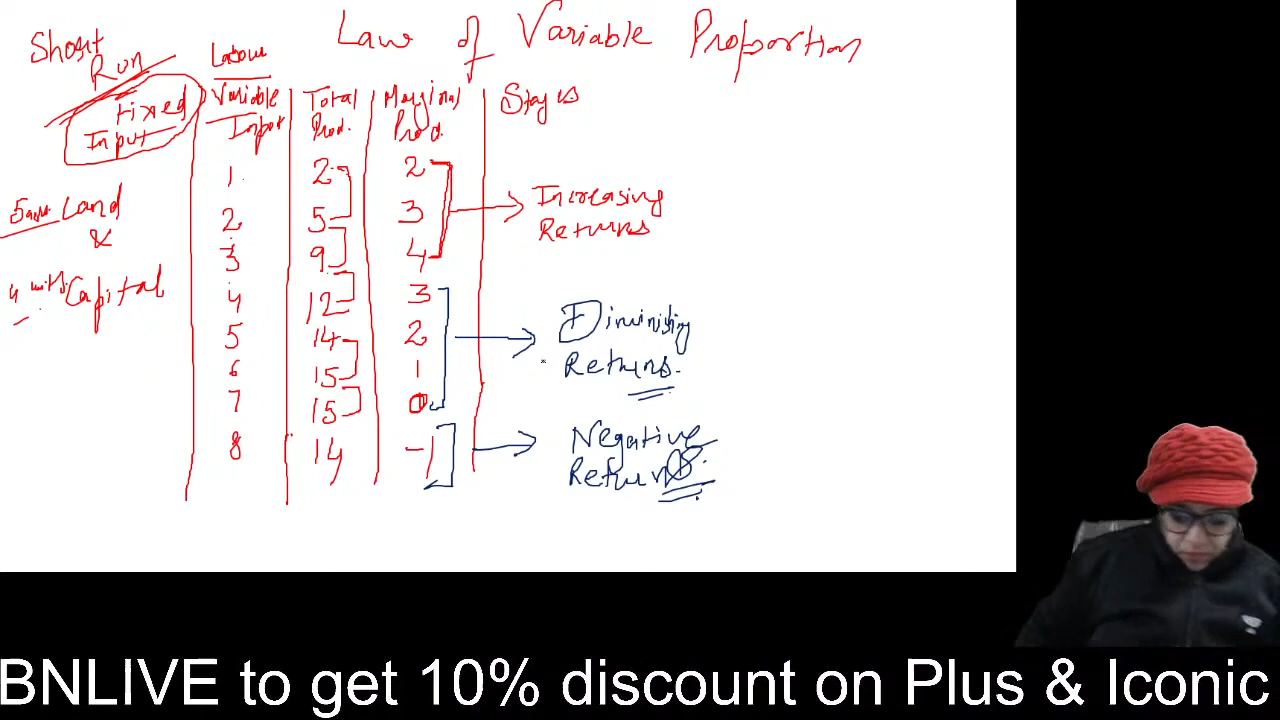 Law of Variable Proportion
Short
Run
Fixed
Input
Labour
Variable
Input
Total
Prod.
Marginal
Prod.
Stages
Land
&
4 units Capital
1 2 2
2 5 3
3 9 4
4 12 3
5 14 2
6 15 1
7 15 0
8 14 -1
Increasing
Returns
Diminishing
Returns.
Negative
Returns.
BNLIVE to get 10% discount on Plus & Iconic